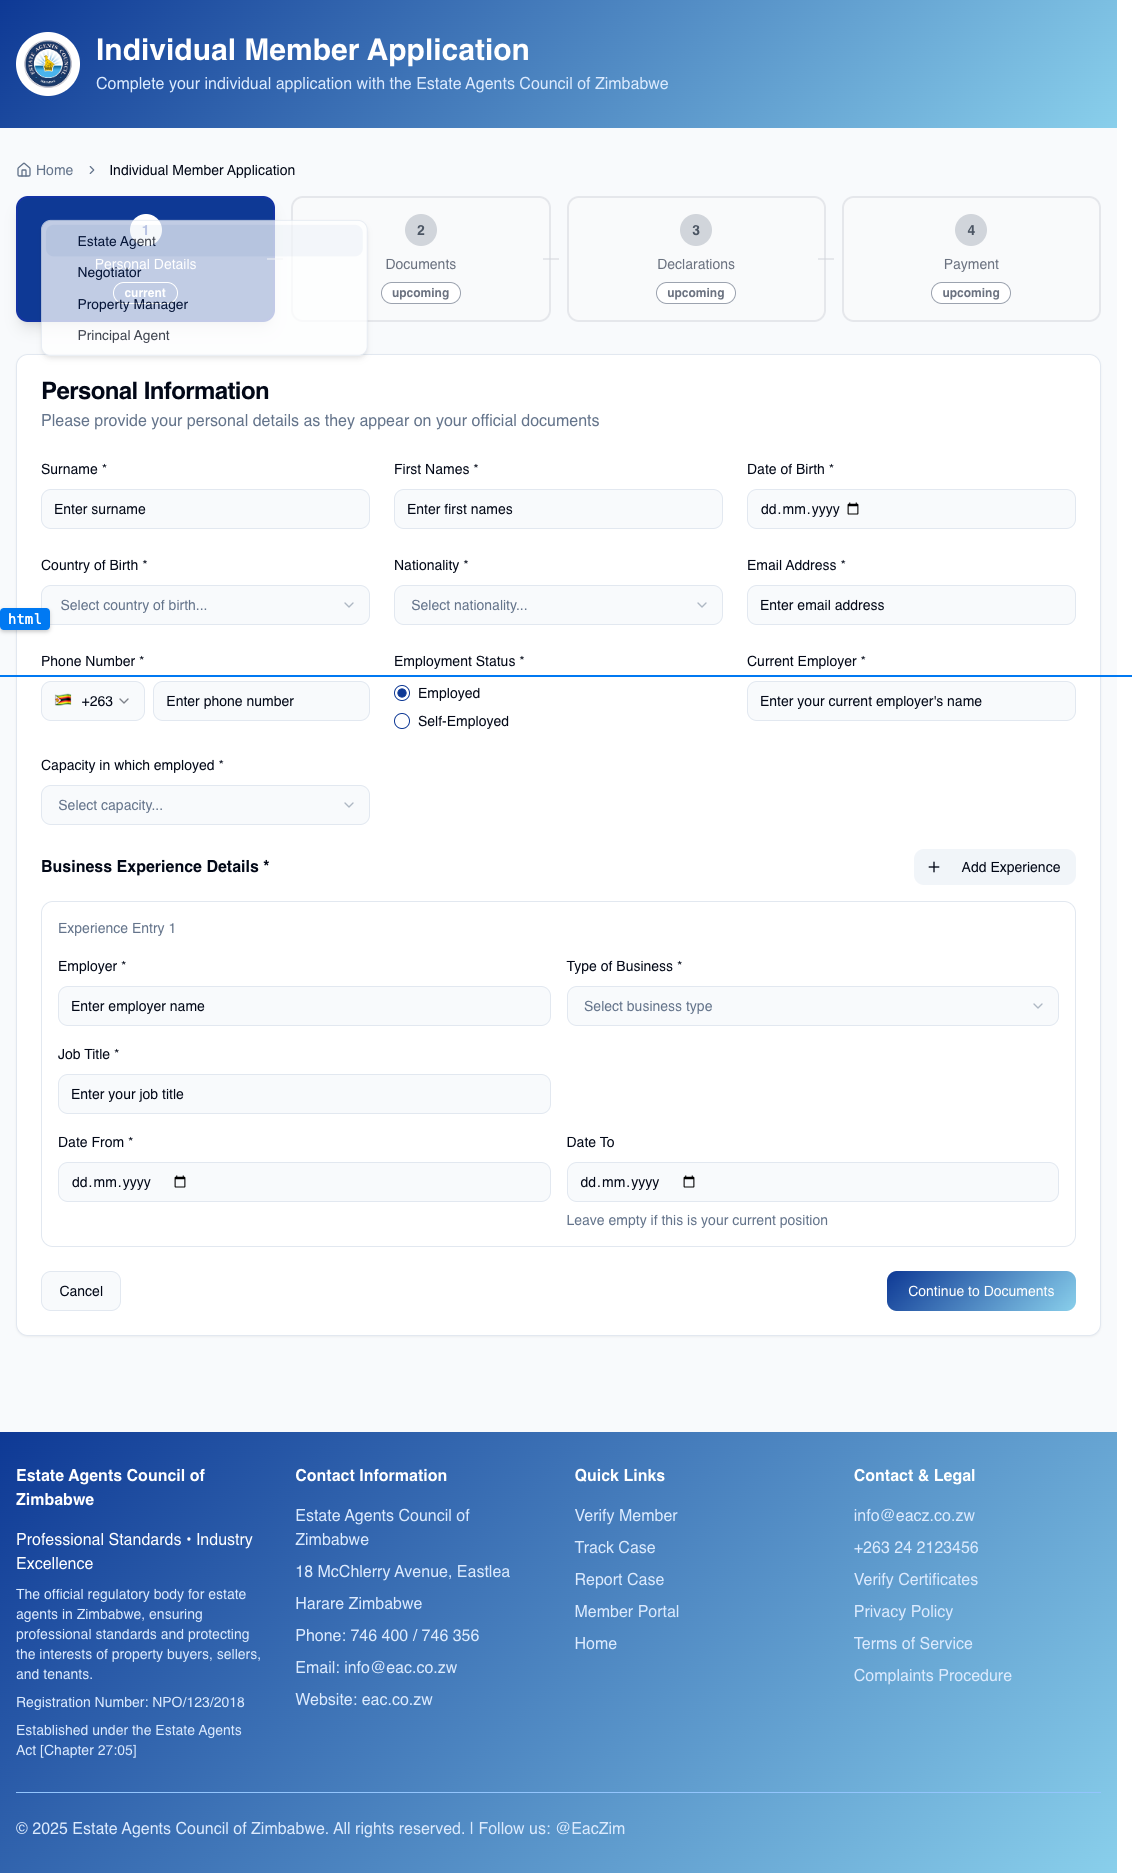 Individual Member Application
Complete your individual application with the Estate Agents Council of Zimbabwe
Home
Individual Member Application
1
Personal Details
current
Estate Agent
Negotiator
Property Manager
Principal Agent
2
Documents
upcoming
3
Declarations
upcoming
4
Payment
upcoming
Personal Information
Please provide your personal details as they appear on your official documents
Surname *
First Names *
Date of Birth *
Enter surname
Enter first names
dd.mm.yyyy
Country of Birth *
Nationality *
Email Address *
Select country of birth...
Select nationality...
Enter email address
html
Phone Number *
Employment Status *
Current Employer *
+263
Enter phone number
Employed
Self-Employed
Enter your current employer's name
Capacity in which employed *
Select capacity...
Business Experience Details *
Add Experience
Experience Entry 1
Employer *
Type of Business *
Enter employer name
Select business type
Job Title *
Enter your job title
Date From *
Date To
dd.mm.yyyy
dd.mm.yyyy
Leave empty if this is your current position
Cancel
Continue to Documents
Estate Agents Council of
Zimbabwe
Professional Standards • Industry
Excellence
The official regulatory body for estate
agents in Zimbabwe, ensuring
professional standards and protecting
the interests of property buyers, sellers,
and tenants.
Registration Number: NPO/123/2018
Established under the Estate Agents
Act [Chapter 27:05]
Contact Information
Estate Agents Council of
Zimbabwe
18 McChlerry Avenue, Eastlea
Harare Zimbabwe
Phone: 746 400 / 746 356
Email: info@eac.co.zw
Website: eac.co.zw
Quick Links
Verify Member
Track Case
Report Case
Member Portal
Home
Contact & Legal
info@eacz.co.zw
+263 24 2123456
Verify Certificates
Privacy Policy
Terms of Service
Complaints Procedure
© 2025 Estate Agents Council of Zimbabwe. All rights reserved. | Follow us: @EacZim